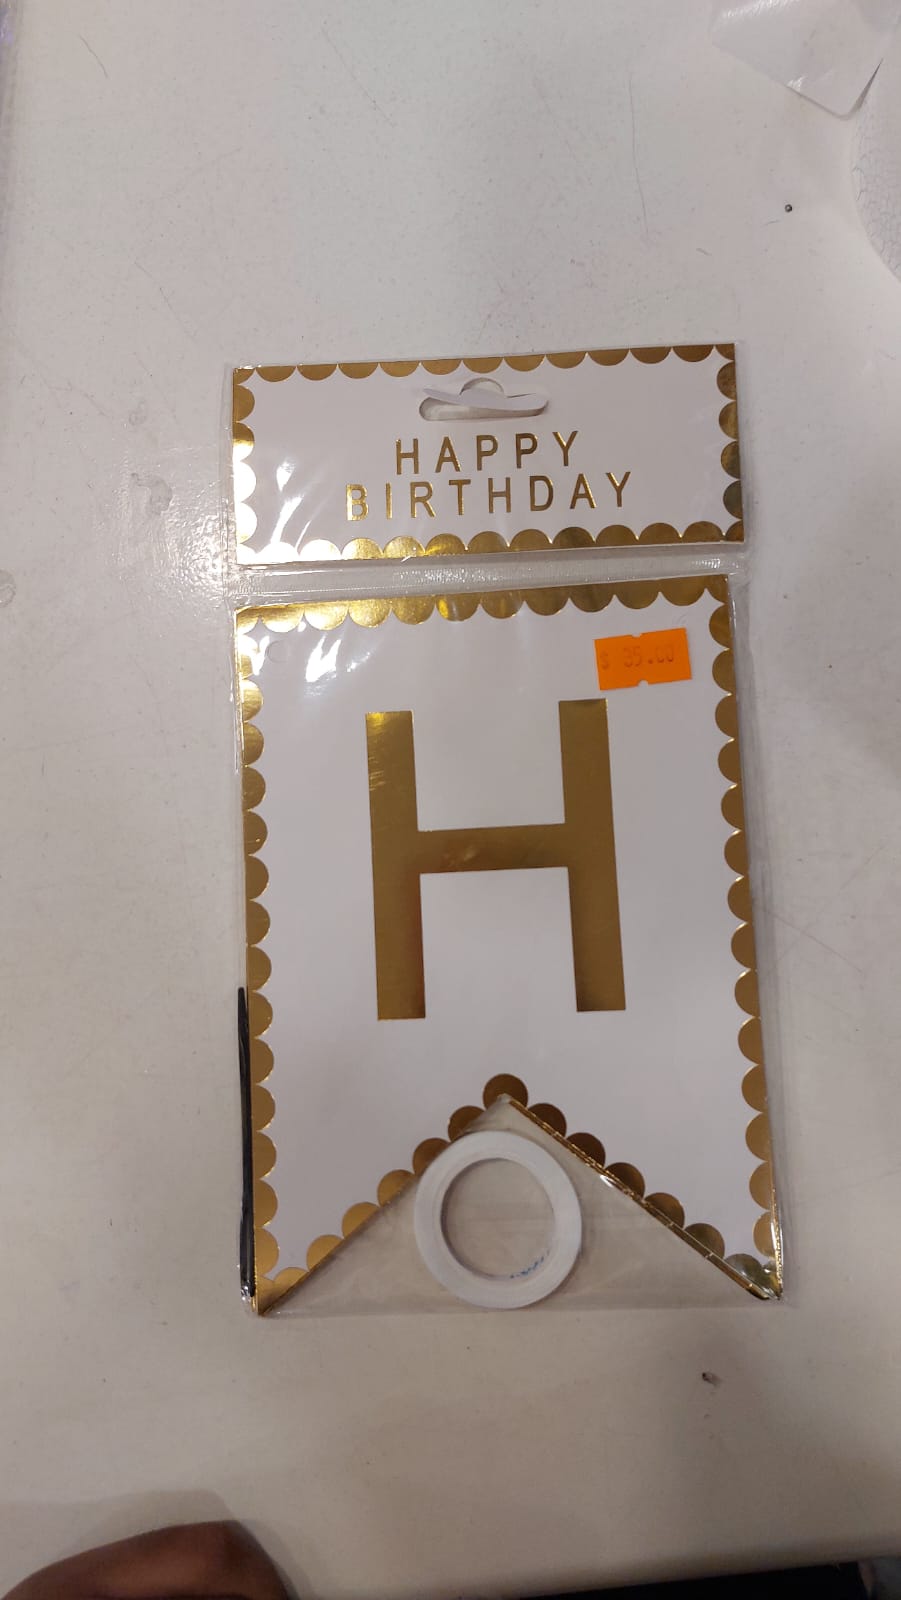 HAPPY
BIRTHDAY
$ 35.00
H